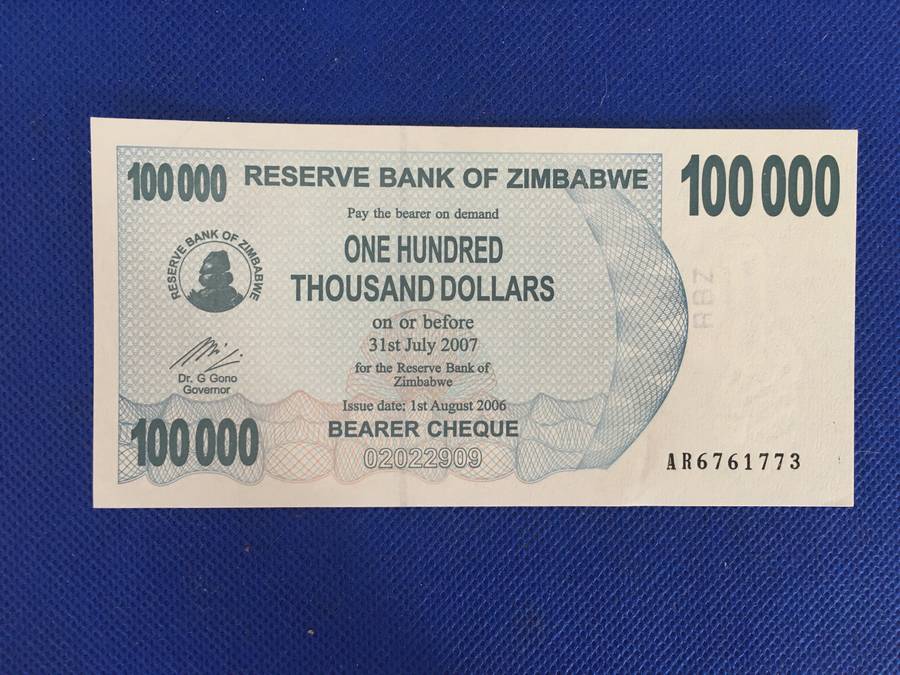 100 000 RESERVE BANK OF ZIMBABWE 100 000
Pay the bearer on demand
ONE HUNDRED
THOUSAND DOLLARS
RESERVE BANK OF ZIMBABWE
on or before
31st July 2007
for the Reserve Bank of
Zimbabwe
Dr. G Gono
Governor
Issue date: 1st August 2006
BEARER CHEQUE
100 000
02022909
AR6761773
RBZ